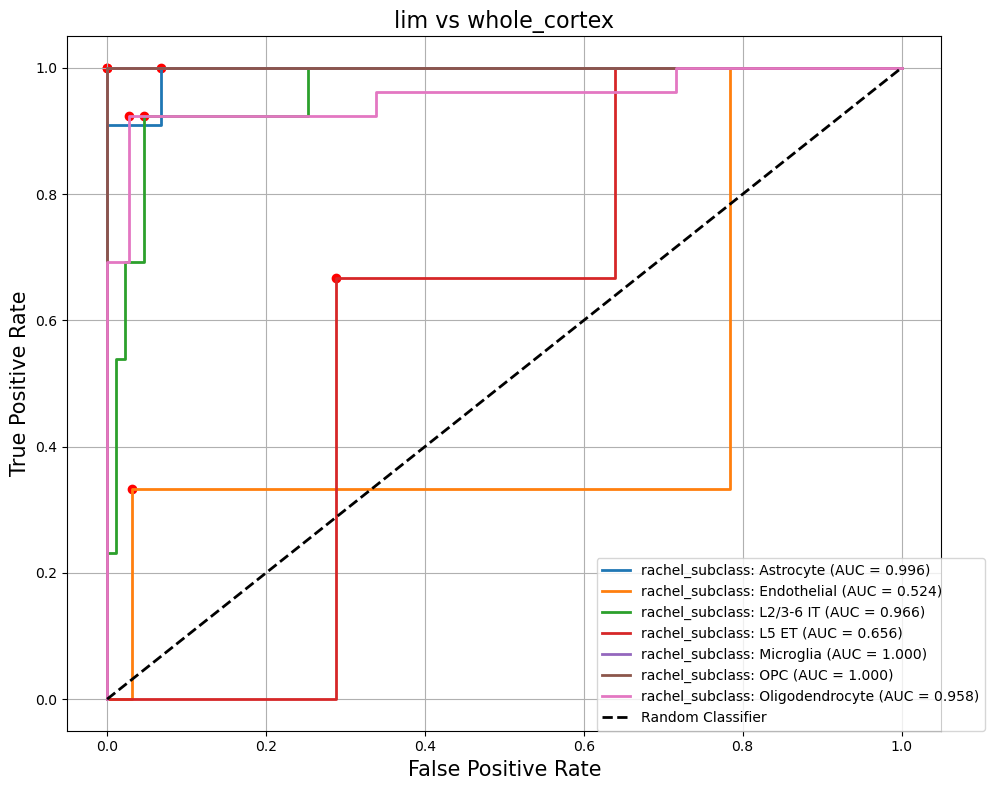 lim vs whole_cortex
True Positive Rate
1.0
0.8
0.6
0.4
0.2
0.0
rachel_subclass: Astrocyte (AUC = 0.996)
rachel_subclass: Endothelial (AUC = 0.524)
rachel_subclass: L2/3-6 IT (AUC = 0.966)
rachel_subclass: L5 ET (AUC = 0.656)
rachel_subclass: Microglia (AUC = 1.000)
rachel_subclass: OPC (AUC = 1.000)
rachel_subclass: Oligodendrocyte (AUC = 0.958)
Random Classifier
0.0 0.2 0.4 0.6 0.8 1.0
False Positive Rate